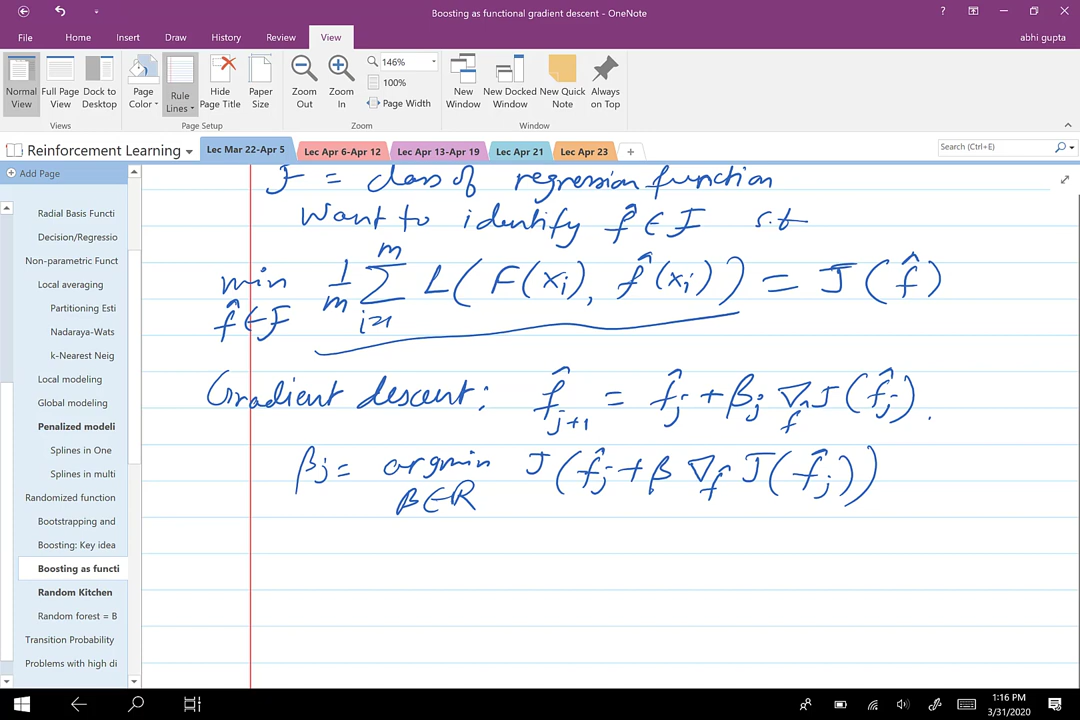 Boosting as functional gradient descent - OneNote
File Home Insert Draw History Review View
abhi gupta
Normal View
Full Page View
Dock to Desktop
Views
Page Color
Rule Lines
Hide Page Title
Paper Size
Page Setup
Zoom Out
Zoom In
146%
100%
Page Width
Zoom
New Window
New Docked Window
New Quick Note
Always on Top
Window
Reinforcement Learning
Lec Mar 22-Apr 5
Lec Apr 6-Apr 12
Lec Apr 13-Apr 19
Lec Apr 21
Lec Apr 23
Search (Ctrl+E)
Add Page
Radial Basis Functi
Decision/Regressio
Non-parametric Funct
Local averaging
Partitioning Esti
Nadaraya-Wats
k-Nearest Neig
Local modeling
Global modeling
Penalized modeli
Splines in One
Splines in multi
Randomized function
Bootstrapping and
Boosting: Key idea
Boosting as functi
Random Kitchen
Random forest = B
Transition Probability
Problems with high di
F = class of regression function
Want to identify f̂ ∈ F s.t
min_{f̂ ∈ F} 1/m ∑_{i=1}^{m} L(F(x_i), f̂(x_i)) = J(f̂)
Gradient descent: f̂_{j+1} = f̂_j + β_j ∇_{f̂} J(f̂_j).
β_j = argmin_{β∈R} J(f̂_j + β ∇_{f̂} J(f̂_j))
1:16 PM
3/31/2020